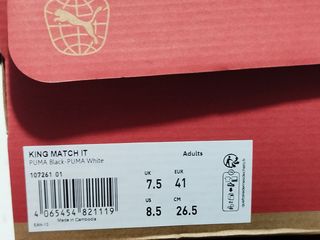 KING MATCH IT
PUMA Black-PUMA White
Adults
107261 01
UK EUR
7.5 41
US CM
8.5 26.5
4 065454 821119
Made in Cambodia